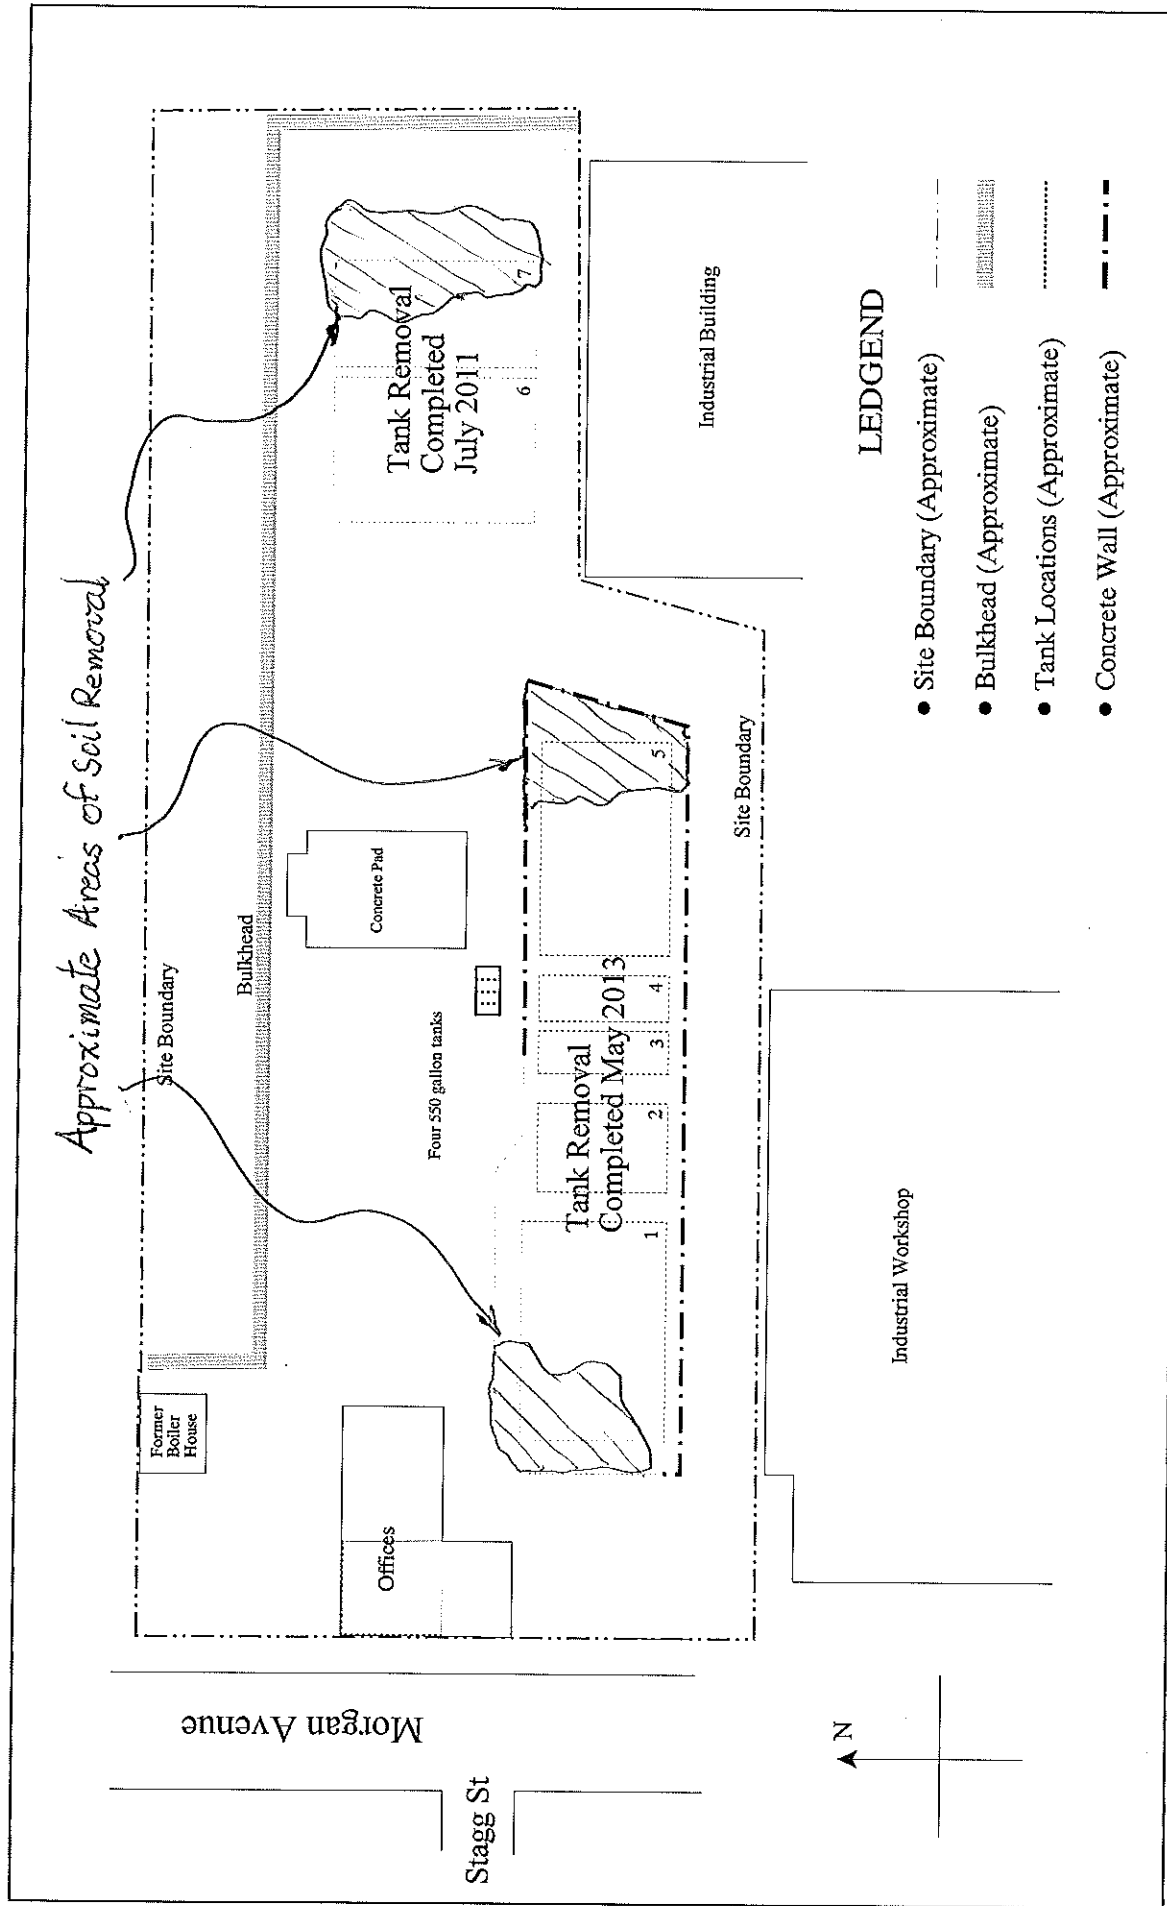 Approximate Areas of Soil Removal
Site Boundary
Bulkhead
Former
Boiler
House
Offices
Four 550 gallon tanks
Concrete Pad
Tank Removal
Completed
July 2011
6
7
Tank Removal
Completed May 2013
1
2
3
4
5
Site Boundary
Morgan Avenue
Stagg St
N
Industrial Workshop
Industrial Building
LEDGEND
● Site Boundary (Approximate)
● Bulkhead (Approximate)
● Tank Locations (Approximate)
● Concrete Wall (Approximate)